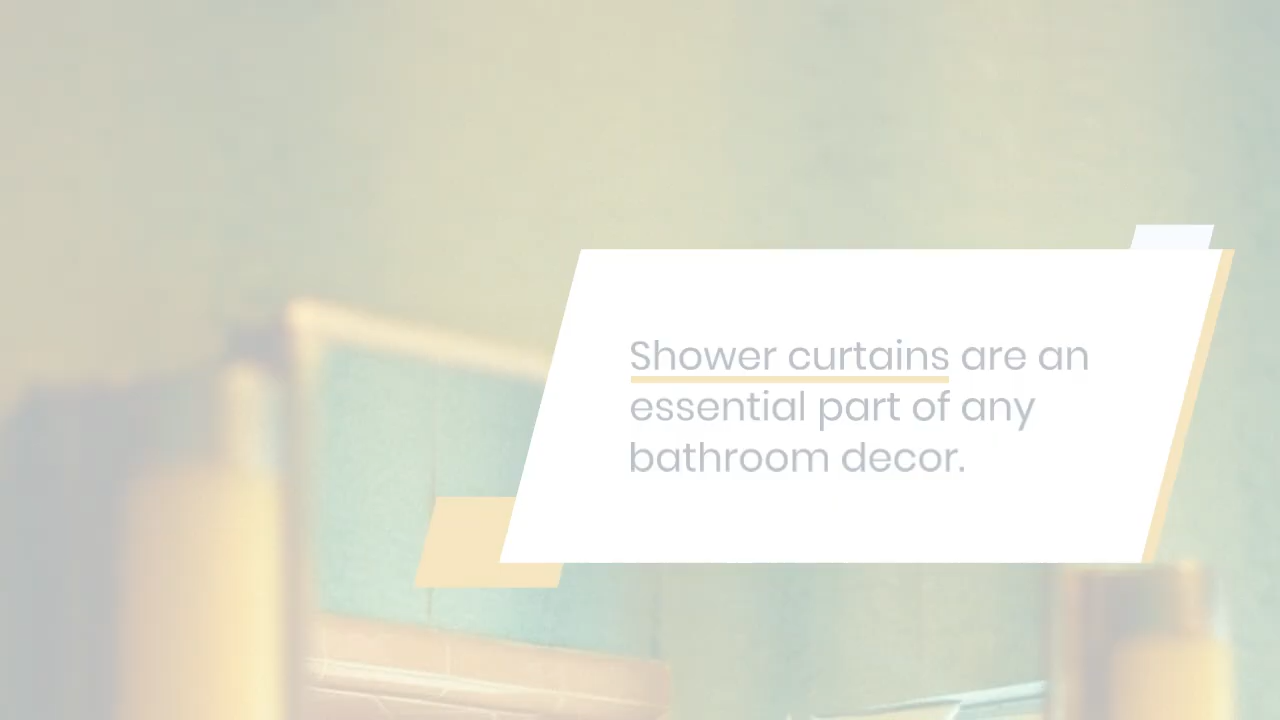 Shower curtains are an
essential part of any
bathroom decor.